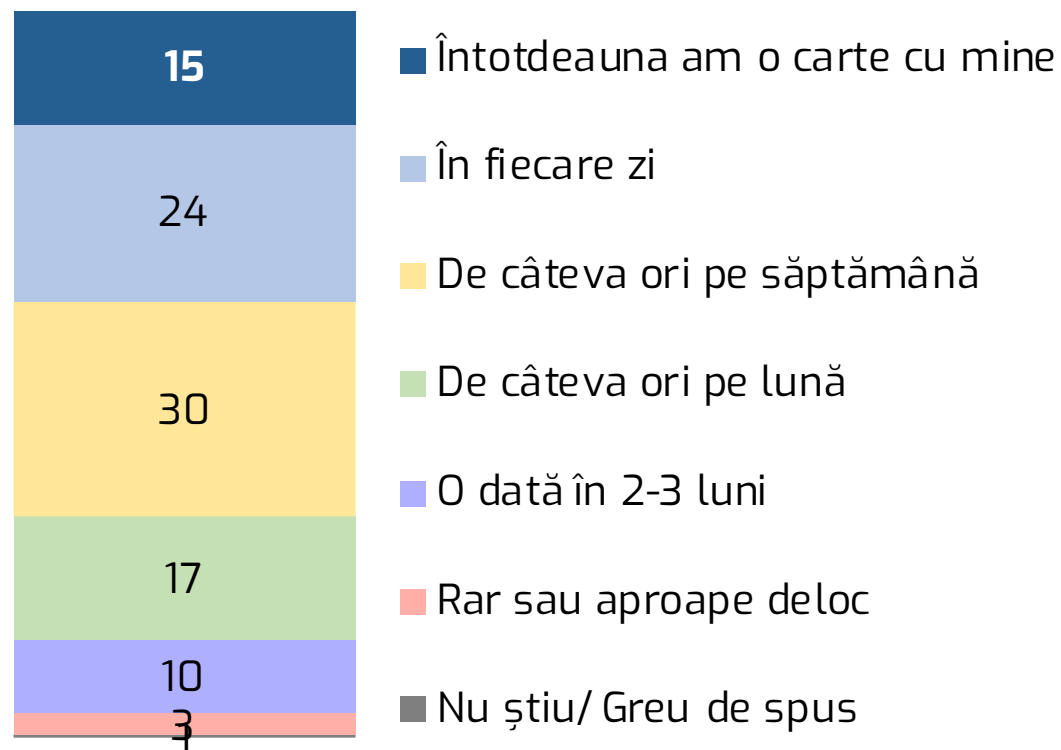 15
Întotdeauna am o carte cu mine
În fiecare zi
24
De câteva ori pe săptămână
De câteva ori pe lună
30
O dată în 2-3 luni
17
Rar sau aproape deloc
10
Nu știu/ Greu de spus
3
1